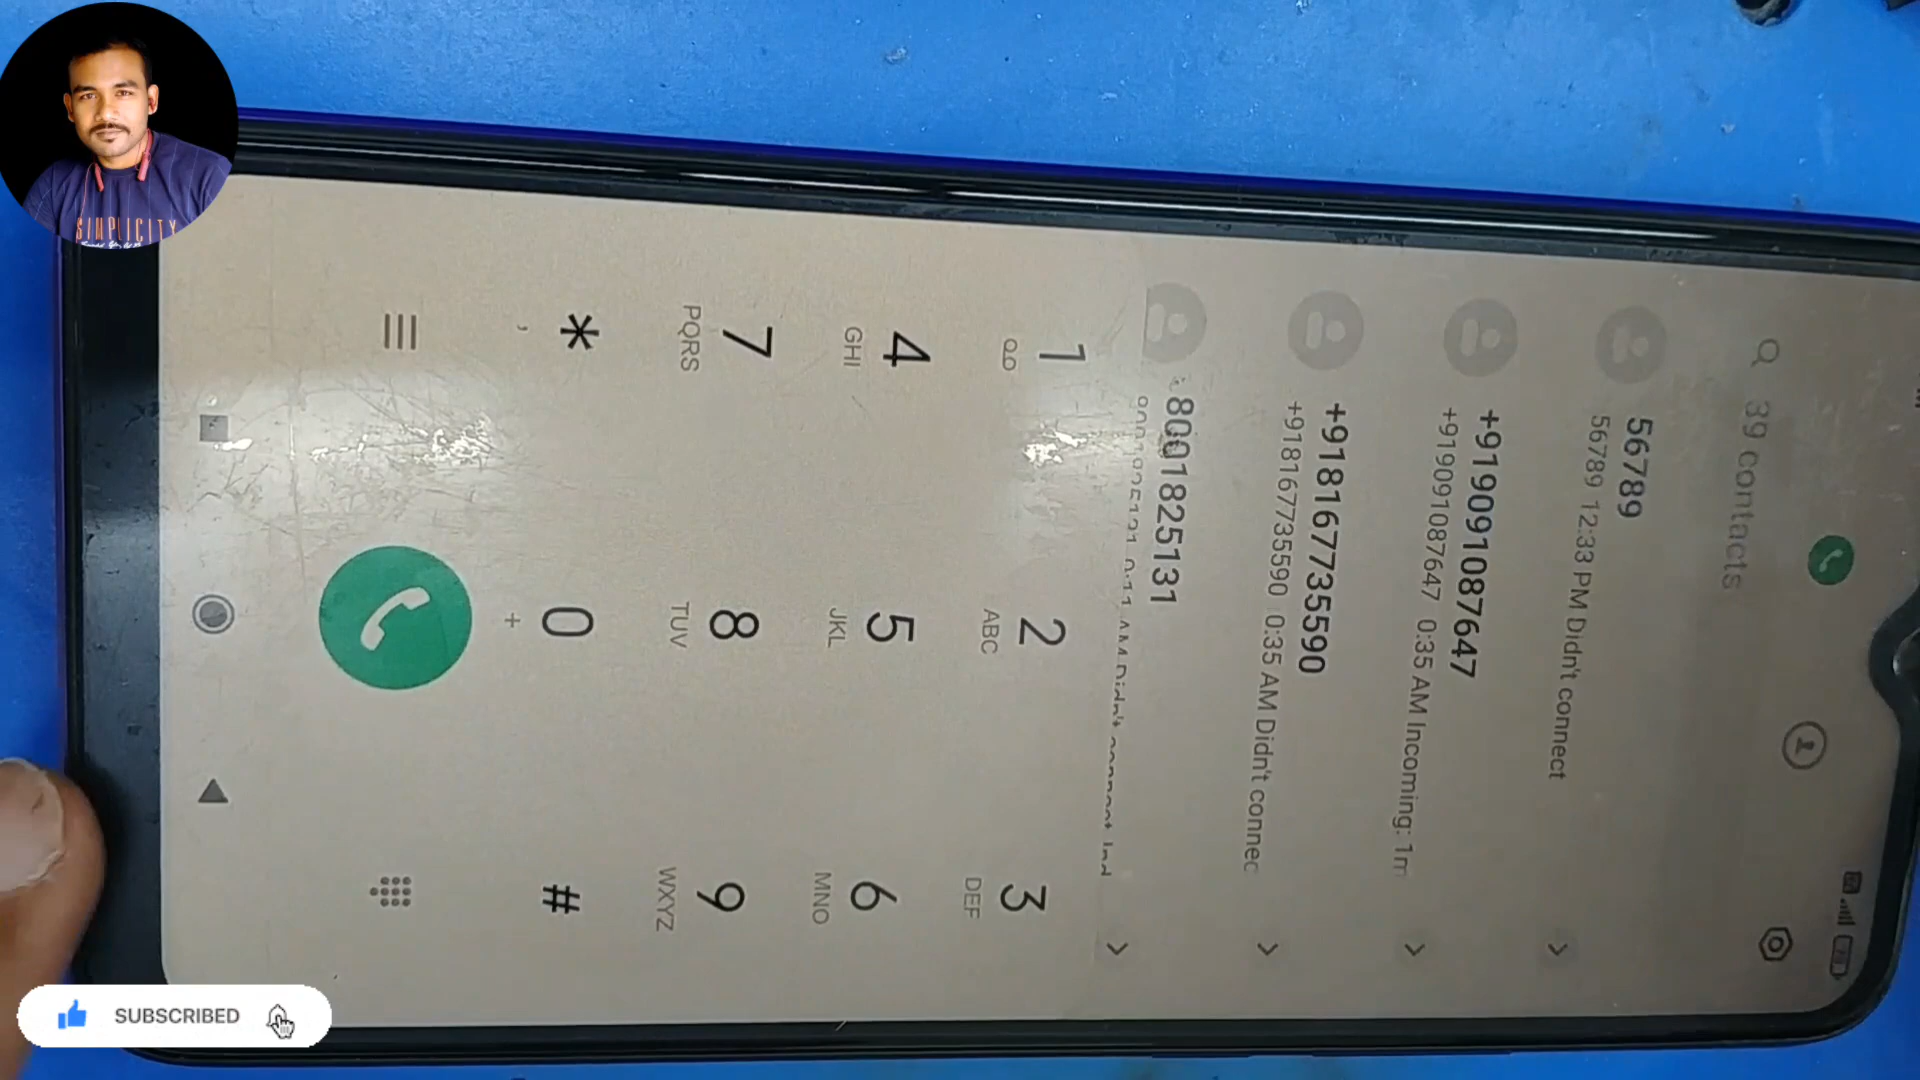 39 contacts
56789
56789 12:33 PM Didn't connect
+919091087647
+919091087647 0:35 AM Incoming: 1m
+918167735590
+918167735590 0:35 AM Didn't connec
8001825131
1 2 3
ABC DEF
4 5 6
GHI JKL MNO
7 8 9
PQRS TUV WXYZ
* 0 #
, +
SIMPLICITY
SUBSCRIBED